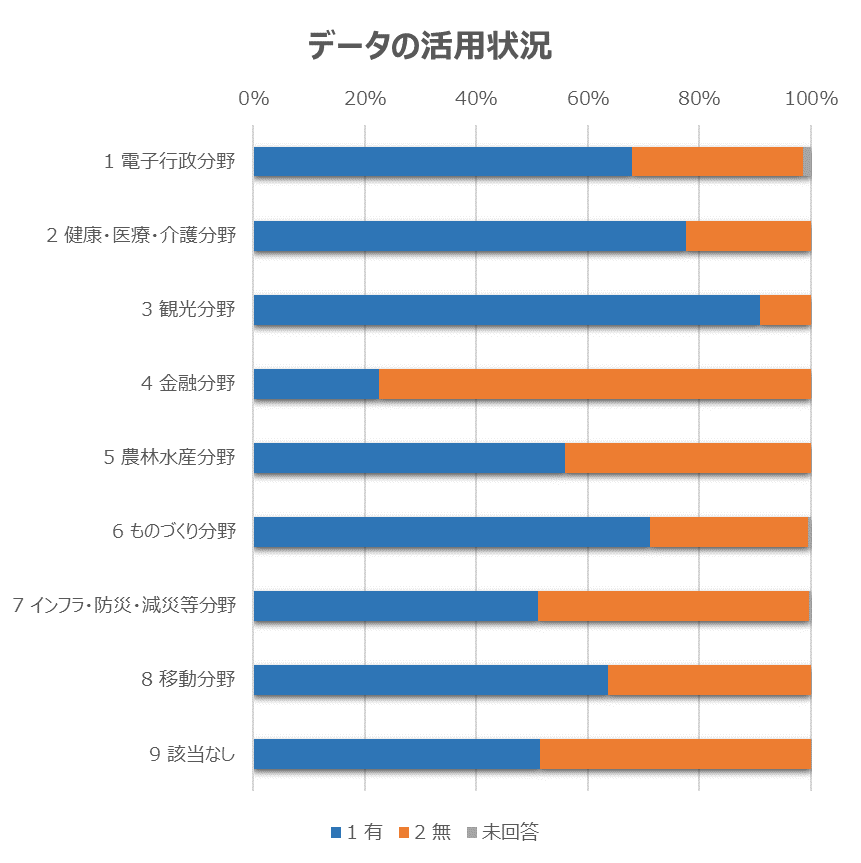 データの活用状況
0% 20% 40% 60% 80% 100%
1 電子行政分野
2 健康・医療・介護分野
3 観光分野
4 金融分野
5 農林水産分野
6 ものづくり分野
7 インフラ・防災・減災等分野
8 移動分野
9 該当なし
1 有 2 無 未回答